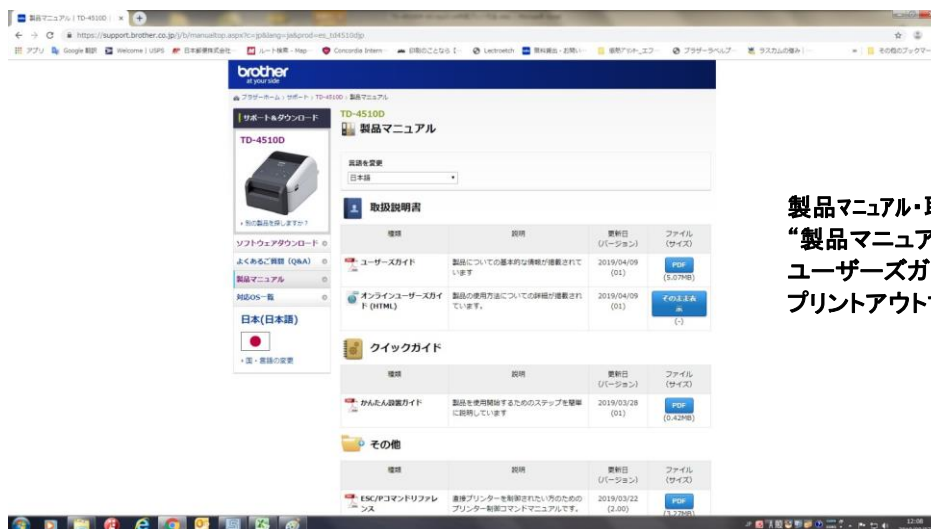 製品マニュアル | TD-4510D |
https://support.brother.co.jp/j/b/manualtop.aspx?c=jp&lang=ja&prod=es_td4510djp
アプリ Google 翻訳 Welcome | USPS 日本郵便株式会社 ルート検索 - Map Concordia Intern Lectroetch
brother
at your side
ブラザーホーム > サポート > TD-4510D > 製品マニュアル
サポート&ダウンロード
TD-4510D
別の製品を探しますか?
ソフトウェアダウンロード
よくあるご質問 (Q&A)
製品マニュアル
対応OS一覧
日本(日本語)
国・言語の変更
TD-4510D
製品マニュアル
言語を変更
日本語
取扱説明書
種類 説明 更新日 ファイル
(バージョン) (サイズ)
ユーザーズガイド 製品についての基本的な情報が搭載されて 2019/04/09 PDF
います (01) (5.07MB)
オンラインユーザーズガイ 製品の使用方法についての詳細が搭載され 2019/04/09 そのまま表
ド (HTML) ています。 (01) 示
(-)
クイックガイド
種類 説明 更新日 ファイル
(バージョン) (サイズ)
かんたん設置ガイド 製品を使用開始するためのステップを簡単 2019/03/28 PDF
に説明しています (01) (0.42MB)
その他
種類 説明 更新日 ファイル
(バージョン) (サイズ)
ESC/Pコマンドリファレ 直接プリンターを制御されたい方のための 2019/03/22 PDF
ンス プリンター制御コマンドマニュアルです。 (2.00) (3.27MB)
製品マニュアル・
“製品マニュア
ユーザーズガ
プリントアウト
12:08